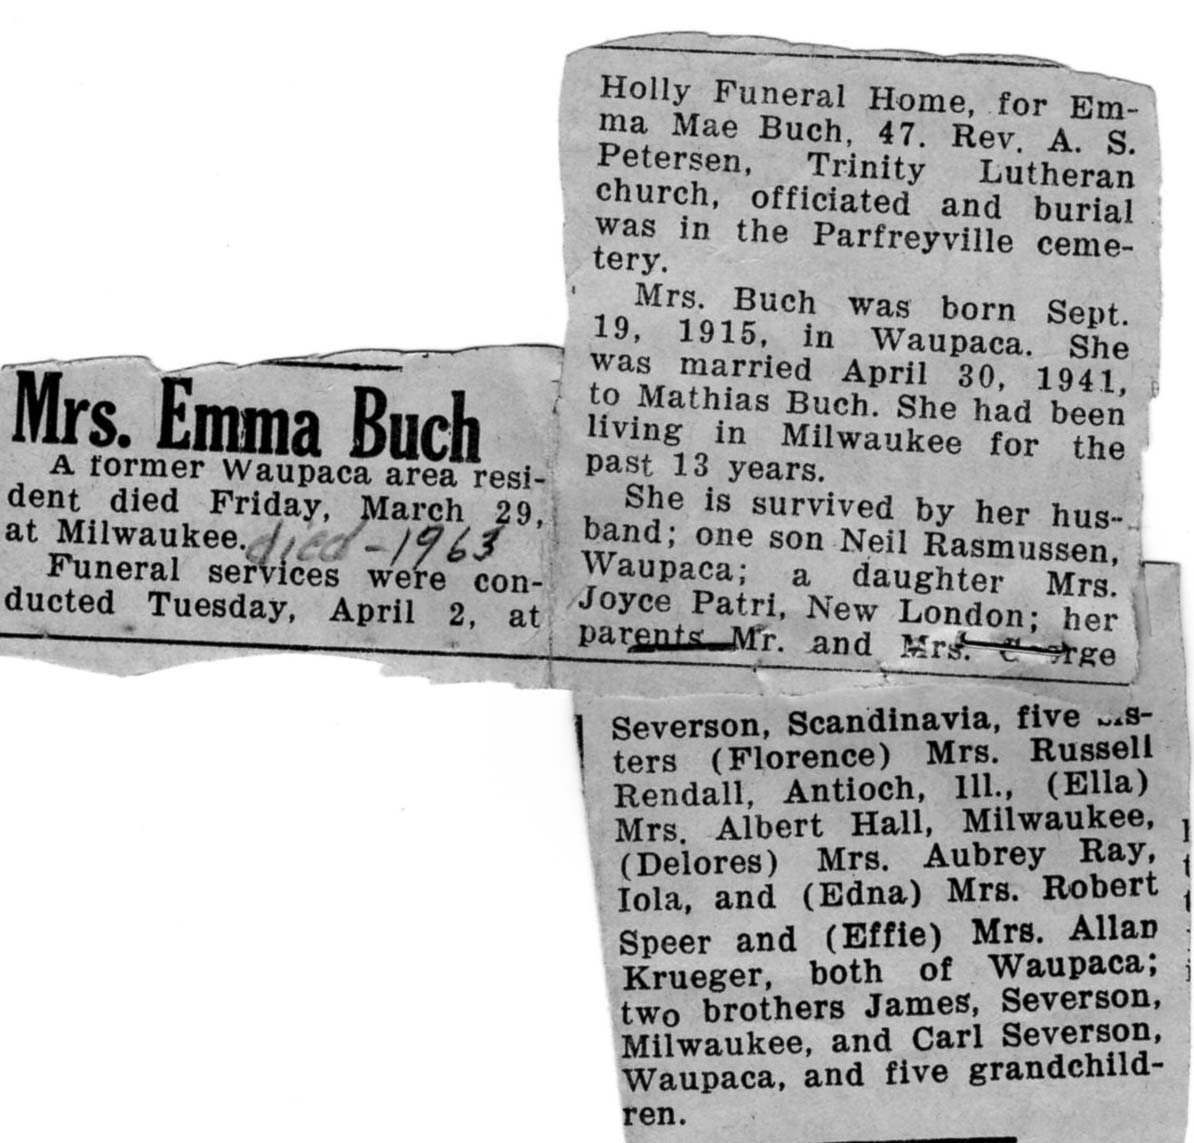 Mrs. Emma Buch
A former Waupaca area resi-
dent died Friday, March 29,
at Milwaukee. died - 1963
Funeral services were con-
ducted Tuesday, April 2, at
Holly Funeral Home, for Em-
ma Mae Buch, 47. Rev. A. S.
Petersen, Trinity Lutheran
church, officiated and burial
was in the Parfreyville ceme-
tery.
Mrs. Buch was born Sept.
19, 1915, in Waupaca. She
was married April 30, 1941,
to Mathias Buch. She had been
living in Milwaukee for the
past 13 years.
She is survived by her hus-
band; one son Neil Rasmussen,
Waupaca; a daughter Mrs.
Joyce Patri, New London; her
parents Mr. and Mrs. George
Severson, Scandinavia, five sis-
ters (Florence) Mrs. Russell
Rendall, Antioch, Ill., (Ella)
Mrs. Albert Hall, Milwaukee,
(Delores) Mrs. Aubrey Ray,
Iola, and (Edna) Mrs. Robert
Speer and (Effie) Mrs. Allan
Krueger, both of Waupaca;
two brothers James, Severson,
Milwaukee, and Carl Severson,
Waupaca, and five grandchild-
ren.